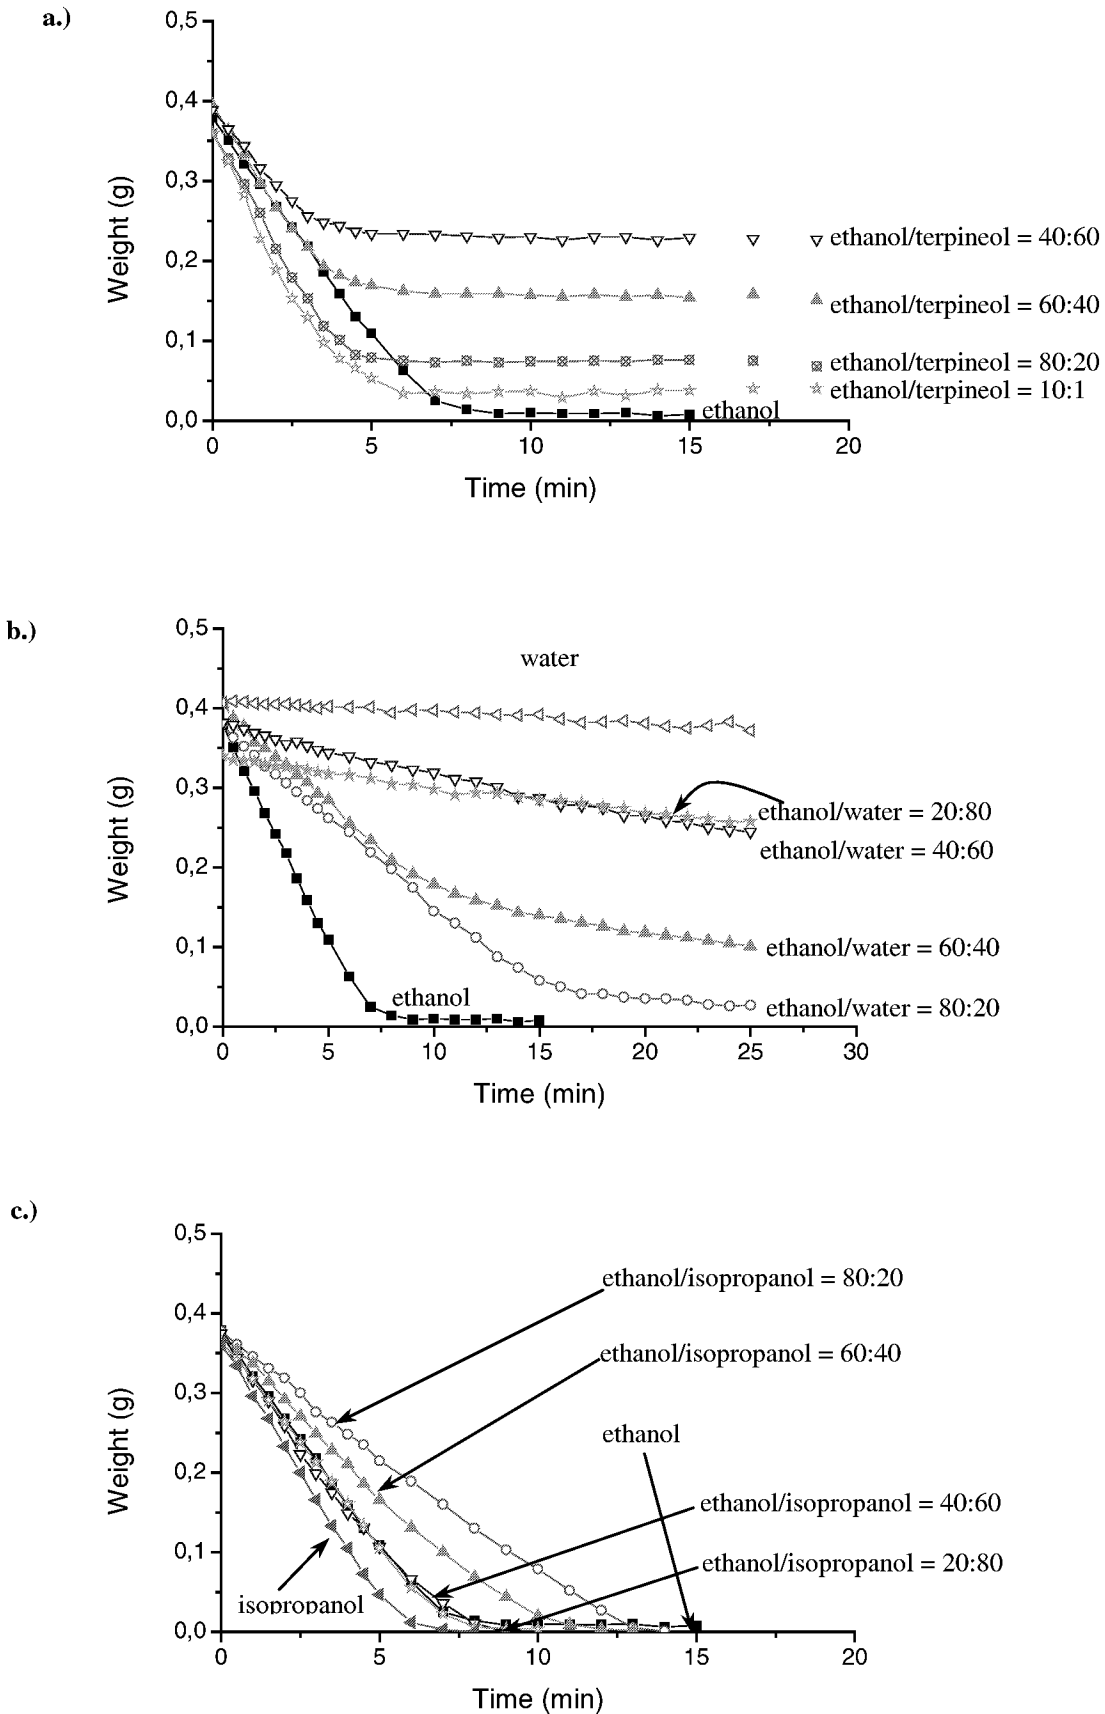 a.)
0,5
0,4
0,3
0,2
0,1
0,0
Weight (g)
ethanol/terpineol = 40:60
ethanol/terpineol = 60:40
ethanol/terpineol = 80:20
ethanol/terpineol = 10:1
ethanol
0 5 10 15 20
Time (min)
b.)
0,5
0,4
0,3
0,2
0,1
0,0
Weight (g)
water
ethanol/water = 20:80
ethanol/water = 40:60
ethanol/water = 60:40
ethanol/water = 80:20
ethanol
0 5 10 15 20 25 30
Time (min)
c.)
0,5
0,4
0,3
0,2
0,1
0,0
Weight (g)
ethanol/isopropanol = 80:20
ethanol/isopropanol = 60:40
ethanol
ethanol/isopropanol = 40:60
ethanol/isopropanol = 20:80
isopropanol
0 5 10 15 20
Time (min)